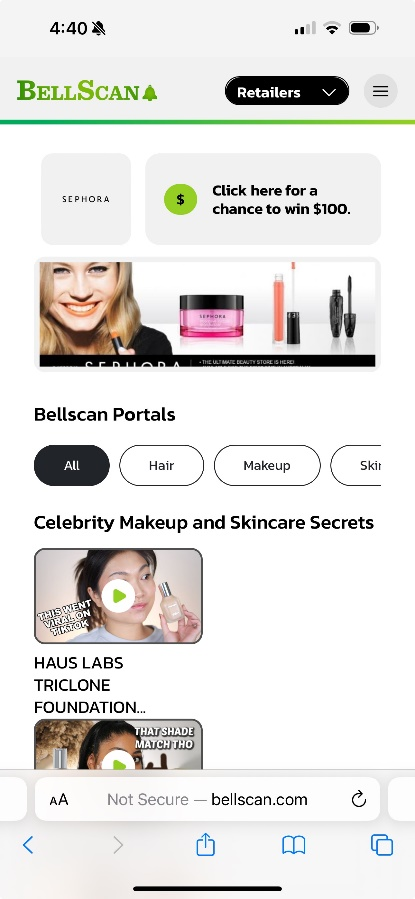 4:40
BELLSCAN
Retailers
SEPHORA
$
Click here for a
chance to win $100.
SEPHORA
SEPHORA
• THE ULTIMATE BEAUTY STORE IS HERE!
Bellscan Portals
All
Hair
Makeup
Skin
Celebrity Makeup and Skincare Secrets
THIS WENT
VIRAL ON
TIKTOK
HAUS LABS
TRICLONE
FOUNDATION...
THAT SHADE
MATCH THO
AA
Not Secure — bellscan.com